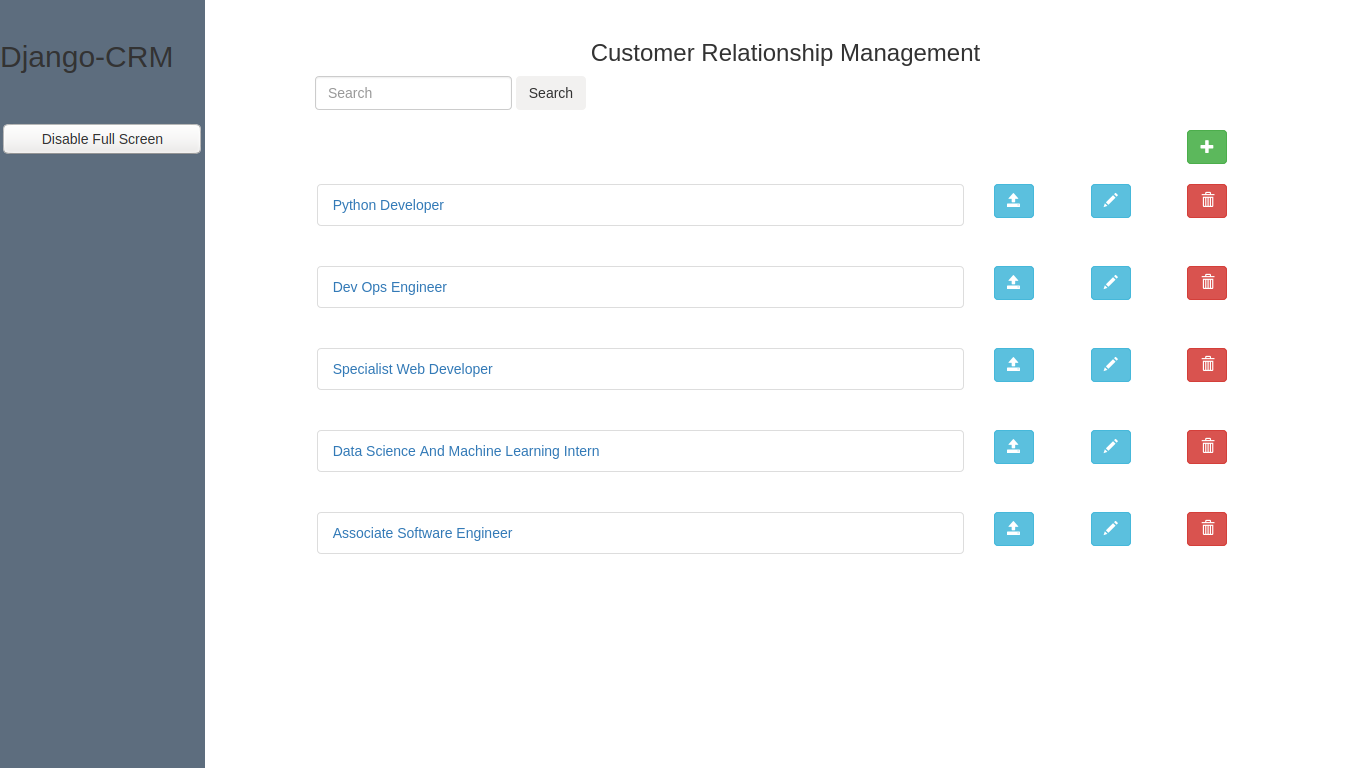 Django-CRM
Disable Full Screen
Customer Relationship Management
Search Search
Python Developer
Dev Ops Engineer
Specialist Web Developer
Data Science And Machine Learning Intern
Associate Software Engineer